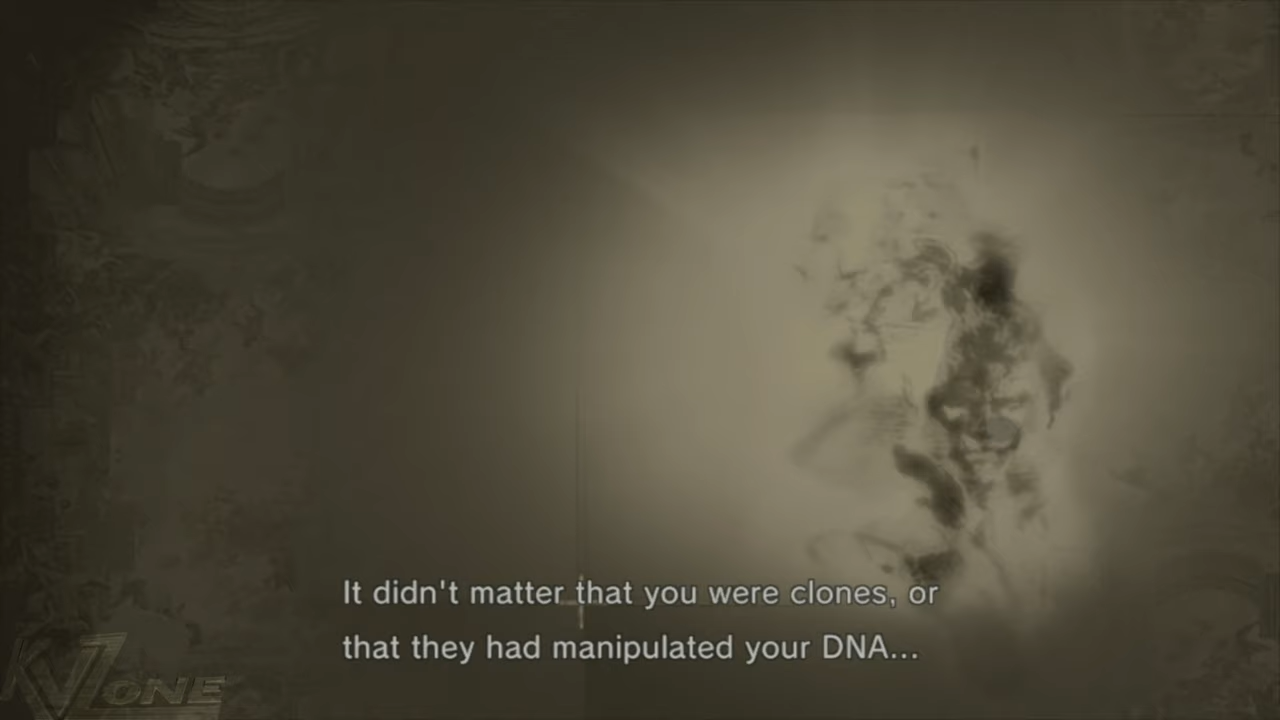 It didn't matter that you were clones, or
that they had manipulated your DNA...
KVZONE